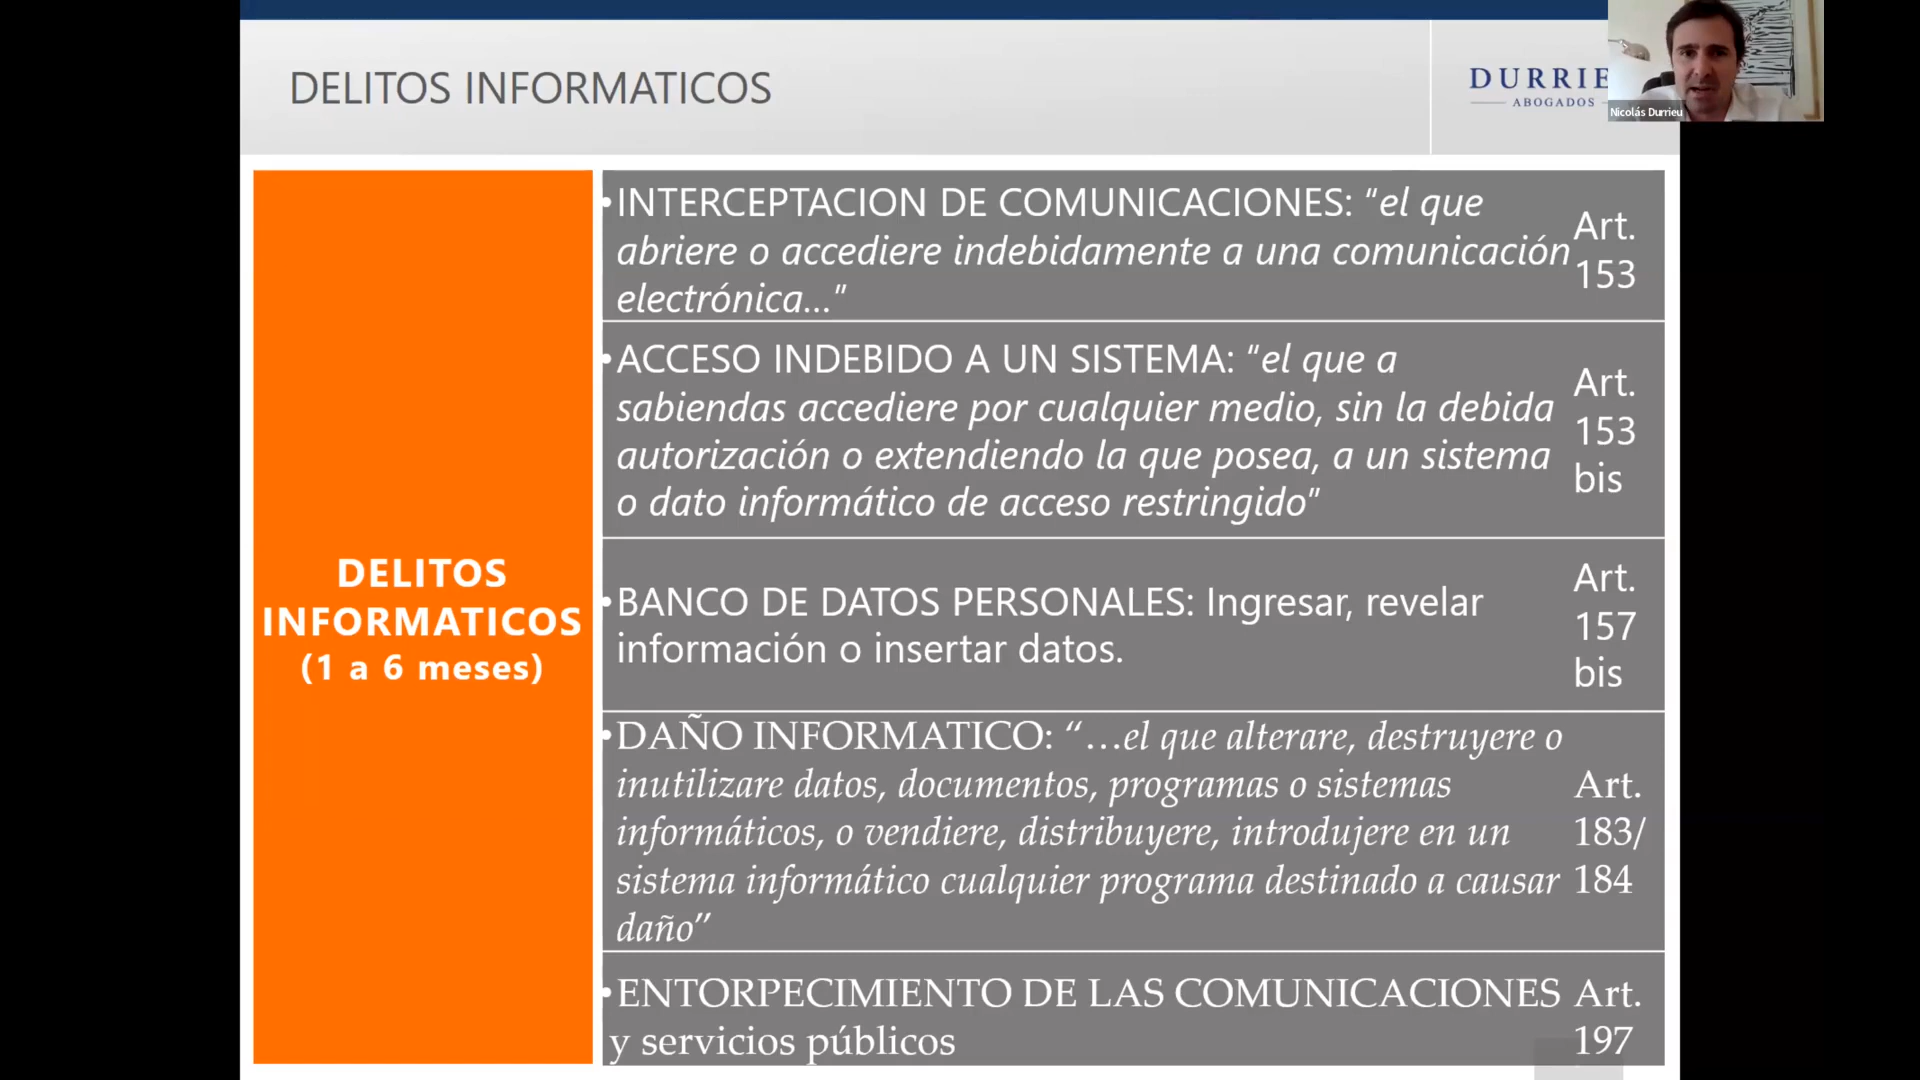 DELITOS INFORMATICOS
DURRIE
ABOGADOS
Nicolás Durrieu
DELITOS
INFORMATICOS
(1 a 6 meses)
•INTERCEPTACION DE COMUNICACIONES: “el que
abriere o accediere indebidamente a una comunicación
electrónica…”
Art.
153
•ACCESO INDEBIDO A UN SISTEMA: “el que a
sabiendas accediere por cualquier medio, sin la debida
autorización o extendiendo la que posea, a un sistema
o dato informático de acceso restringido”
Art.
153
bis
•BANCO DE DATOS PERSONALES: Ingresar, revelar
información o insertar datos.
Art.
157
bis
•DAÑO INFORMATICO: “…el que alterare, destruyere o
inutilizare datos, documentos, programas o sistemas
informáticos, o vendiere, distribuyere, introdujere en un
sistema informático cualquier programa destinado a causar
daño”
Art.
183/
184
•ENTORPECIMIENTO DE LAS COMUNICACIONES
y servicios públicos
Art.
197